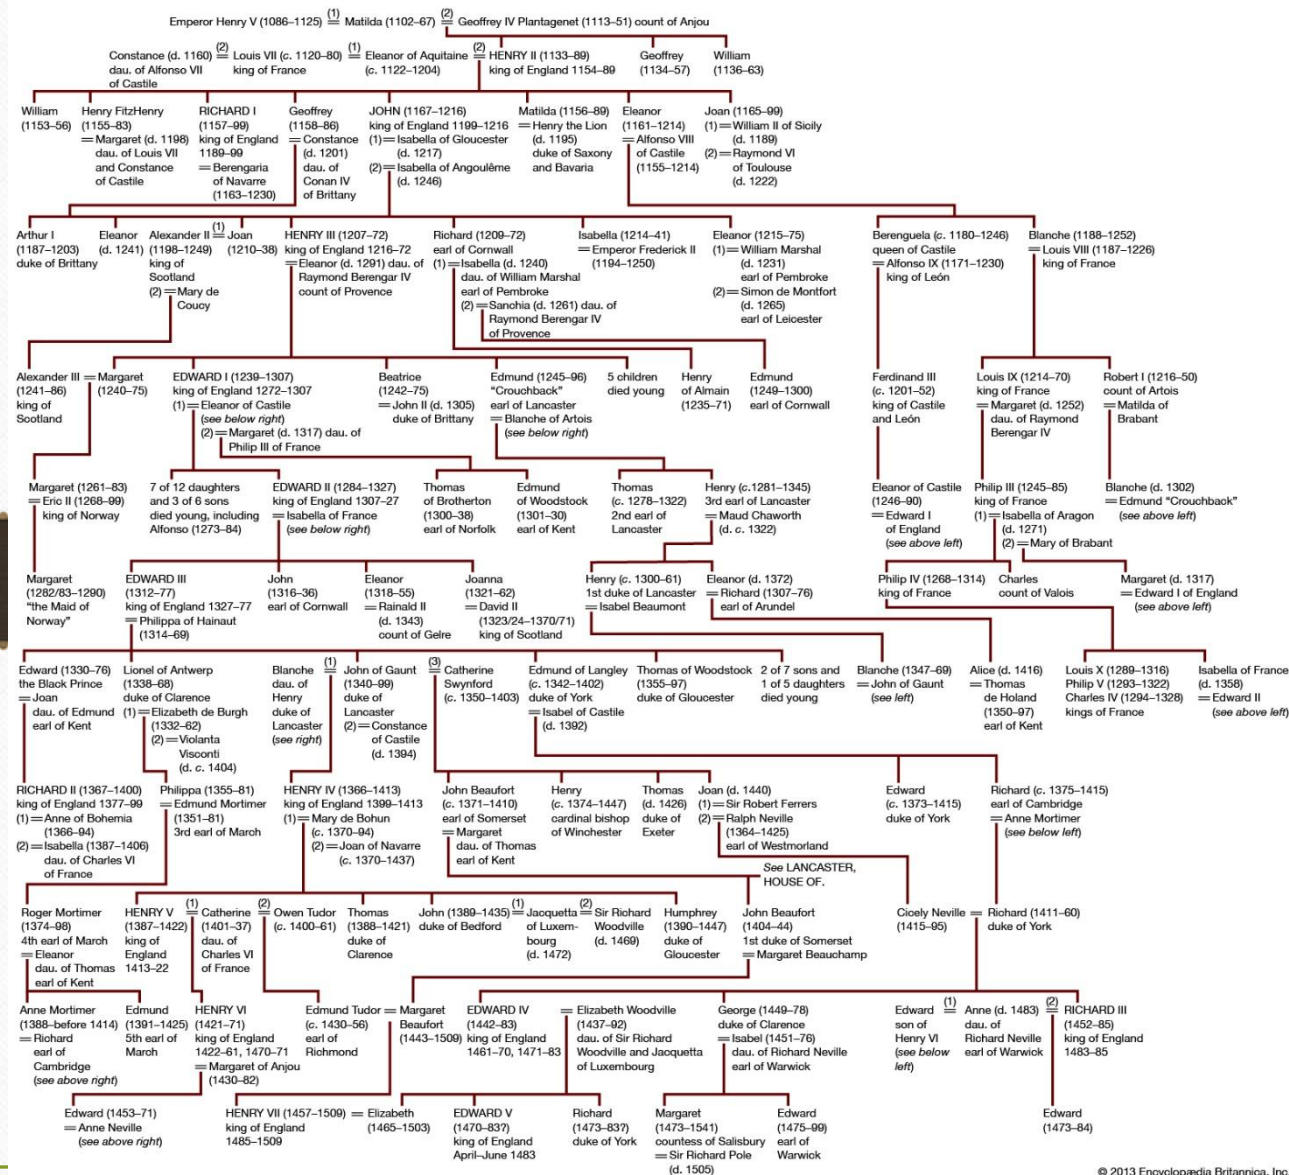 Emperor Henry V (1086–1125) (1) = Matilda (1102–67) (2) = Geoffrey IV Plantagenet (1113–51) count of Anjou
Constance (d. 1160) (2) =
dau. of Alfonso VII
of Castile
Louis VII (c. 1120–80) (1) =
king of France
Eleanor of Aquitaine (2) =
(c. 1122–1204)
HENRY II (1133–89)
king of England 1154–89
Geoffrey
(1134–57)
William
(1136–63)
William
(1153–56)
Henry FitzHenry
(1155–83)
= Margaret (d. 1198)
dau. of Louis VII
and Constance
of Castile
RICHARD I
(1157–99)
king of England
1189–99
= Berengaria
of Navarre
(1163–1230)
Geoffrey
(1158–86)
= Constance
(d. 1201)
dau. of
Conan IV
of Brittany
JOHN (1167–1216)
king of England 1199–1216
(1) = Isabella of Gloucester
(d. 1217)
(2) = Isabella of Angoulême
(d. 1246)
Matilda (1156–89)
= Henry the Lion
(d. 1195)
duke of Saxony
and Bavaria
Eleanor
(1161–1214)
= Alfonso VIII
of Castile
(1155–1214)
Joan (1165–99)
(1) = William II of Sicily
(d. 1189)
(2) = Raymond VI
of Toulouse
(d. 1222)
Arthur I
(1187–1203)
duke of Brittany
Eleanor
(d. 1241)
Alexander II (1) =
(1198–1249)
king of
Scotland
(2) = Mary de
Coucy
Joan
(1210–38)
HENRY III (1207–72)
king of England 1216–72
= Eleanor (d. 1291) dau. of
Raymond Berengar IV
count of Provence
Richard (1209–72)
earl of Cornwall
(1) = Isabella (d. 1240)
dau. of William Marshal
earl of Pembroke
(2) = Sanchia (d. 1261) dau. of
Raymond Berengar IV
of Provence
Isabella (1214–41)
= Emperor Frederick II
(1194–1250)
Eleanor (1215–75)
(1) = William Marshal
(d. 1231)
earl of Pembroke
(2) = Simon de Montfort
(d. 1265)
earl of Leicester
Berenguela (c. 1180–1246)
queen of Castile
= Alfonso IX (1171–1230)
king of León
Blanche (1188–1252)
= Louis VIII (1187–1226)
king of France
Alexander III =
(1241–86)
king of
Scotland
Margaret
(1240–75)
EDWARD I (1239–1307)
king of England 1272–1307
(1) = Eleanor of Castile
(see below right)
(2) = Margaret (d. 1317) dau. of
Philip III of France
Beatrice
(1242–75)
= John II (d. 1305)
duke of Brittany
Edmund (1245–96)
"Crouchback"
earl of Lancaster
= Blanche of Artois
(see below right)
5 children
died young
Henry
of Almain
(1235–71)
Edmund
(1249–1300)
earl of Cornwall
Ferdinand III
(c. 1201–52)
king of Castile
and León
Louis IX (1214–70)
king of France
= Margaret (d. 1252)
dau. of Raymond
Berengar IV
Robert I (1216–50)
count of Artois
= Matilda of
Brabant
Margaret (1261–83)
= Eric II (1268–99)
king of Norway
7 of 12 daughters
and 3 of 6 sons
died young, including
Alfonso (1273–84)
EDWARD II (1284–1327)
king of England 1307–27
= Isabella of France
(see below right)
Thomas
of Brotherton
(1300–38)
earl of Norfolk
Edmund
of Woodstock
(1301–30)
earl of Kent
Thomas
(c. 1278–1322)
2nd earl of
Lancaster
Henry (c.1281–1345)
3rd earl of Lancaster
= Maud Chaworth
(d. c. 1322)
Eleanor of Castile
(1246–90)
= Edward I
of England
(see above left)
Philip III (1245–85)
king of France
(1) = Isabella of Aragon
(d. 1271)
(2) = Mary of Brabant
Blanche (d. 1302)
= Edmund "Crouchback"
(see above left)
Margaret
(1282/83–1290)
"the Maid of
Norway"
EDWARD III
(1312–77)
king of England 1327–77
= Philippa of Hainaut
(1314–69)
John
(1316–36)
earl of Cornwall
Eleanor
(1318–55)
= Rainald II
(d. 1343)
count of Gelre
Joanna
(1321–62)
= David II
(1323/24–1370/71)
king of Scotland
Henry (c. 1300–61)
1st duke of Lancaster
= Isabel Beaumont
Eleanor (d. 1372)
= Richard (1307–76)
earl of Arundel
Philip IV (1268–1314)
king of France
Charles
count of Valois
Margaret (d. 1317)
= Edward I of England
(see above left)
Edward (1330–76)
the Black Prince
= Joan
dau. of Edmund
earl of Kent
Lionel of Antwerp
(1338–68)
duke of Clarence
(1) = Elizabeth de Burgh
(1332–62)
(2) = Violanta
Visconti
(d. c. 1404)
Blanche (1) =
dau. of
Henry
duke of
Lancaster
(see right)
John of Gaunt (3) =
(1340–99)
duke of
Lancaster
(2) = Constance
of Castile
(d. 1394)
Catherine
Swynford
(c. 1350–1403)
Edmund of Langley
(c. 1342–1402)
duke of York
= Isabel of Castile
(d. 1392)
Thomas of Woodstock
(1355–97)
duke of Gloucester
2 of 7 sons and
1 of 5 daughters
died young
Blanche (1347–69)
= John of Gaunt
(see left)
Alice (d. 1416)
= Thomas
de Holand
(1350–97)
earl of Kent
Louis X (1289–1316)
Philip V (1293–1322)
Charles IV (1294–1328)
kings of France
Isabella of France
(d. 1358)
= Edward II
(see above left)
RICHARD II (1367–1400)
king of England 1377–99
(1) = Anne of Bohemia
(1366–94)
(2) = Isabella (1387–1406)
dau. of Charles VI
of France
Philippa (1355–81)
= Edmund Mortimer
(1351–81)
3rd earl of March
HENRY IV (1366–1413)
king of England 1399–1413
(1) = Mary de Bohun
(c. 1370–94)
(2) = Joan of Navarre
(c. 1370–1437)
John Beaufort
(c. 1371–1410)
earl of Somerset
= Margaret
dau. of Thomas
earl of Kent
Henry
(c. 1374–1447)
cardinal bishop
of Winchester
Thomas
(d. 1426)
duke of
Exeter
Joan (d. 1440)
(1) = Sir Robert Ferrers
(2) = Ralph Neville
(1364–1425)
earl of Westmorland
Edward
(c. 1373–1415)
duke of York
Richard (c. 1375–1415)
earl of Cambridge
= Anne Mortimer
(see below left)
See LANCASTER,
HOUSE OF.
Roger Mortimer
(1374–98)
4th earl of March
= Eleanor
dau. of Thomas
earl of Kent
HENRY V (1) =
(1387–1422)
king of
England
1413–22
Catherine (2) =
(1401–37)
dau. of
Charles VI
of France
Owen Tudor
(c. 1400–61)
Thomas
(1388–1421)
duke of
Clarence
John (1389–1435) (1) =
duke of Bedford
Jacquetta (2) =
of Luxem-
bourg
(d. 1472)
Sir Richard
Woodville
(d. 1469)
Humphrey
(1390–1447)
duke of
Gloucester
John Beaufort
(1404–44)
1st duke of Somerset
= Margaret Beauchamp
Cicely Neville =
(1415–95)
Richard (1411–60)
duke of York
Anne Mortimer
(1388–before 1414)
= Richard
earl of
Cambridge
(see above right)
Edmund
(1391–1425)
5th earl of
March
HENRY VI
(1421–71)
king of England
1422–61, 1470–71
= Margaret of Anjou
(1430–82)
Edmund Tudor =
(c. 1430–56)
earl of
Richmond
Margaret
Beaufort
(1443–1509)
EDWARD IV
(1442–83)
king of England
1461–70, 1471–83
= Elizabeth Woodville
(1437–92)
dau. of Sir Richard
Woodville and Jacquetta
of Luxembourg
George (1449–78)
duke of Clarence
= Isabel (1451–76)
dau. of Richard Neville
earl of Warwick
Edward (1) =
son of
Henry VI
(see below
left)
Anne (d. 1483) (2) =
dau. of
Richard Neville
earl of Warwick
RICHARD III
(1452–85)
king of England
1483–85
Edward (1453–71)
= Anne Neville
(see above right)
HENRY VII (1457–1509) =
king of England
1485–1509
Elizabeth
(1465–1503)
EDWARD V
(1470–83?)
king of England
April–June 1483
Richard
(1473–83?)
duke of York
Margaret
(1473–1541)
countess of Salisbury
= Sir Richard Pole
(d. 1505)
Edward
(1475–99)
earl of
Warwick
Edward
(1473–84)
© 2013 Encyclopædia Britannica, Inc.